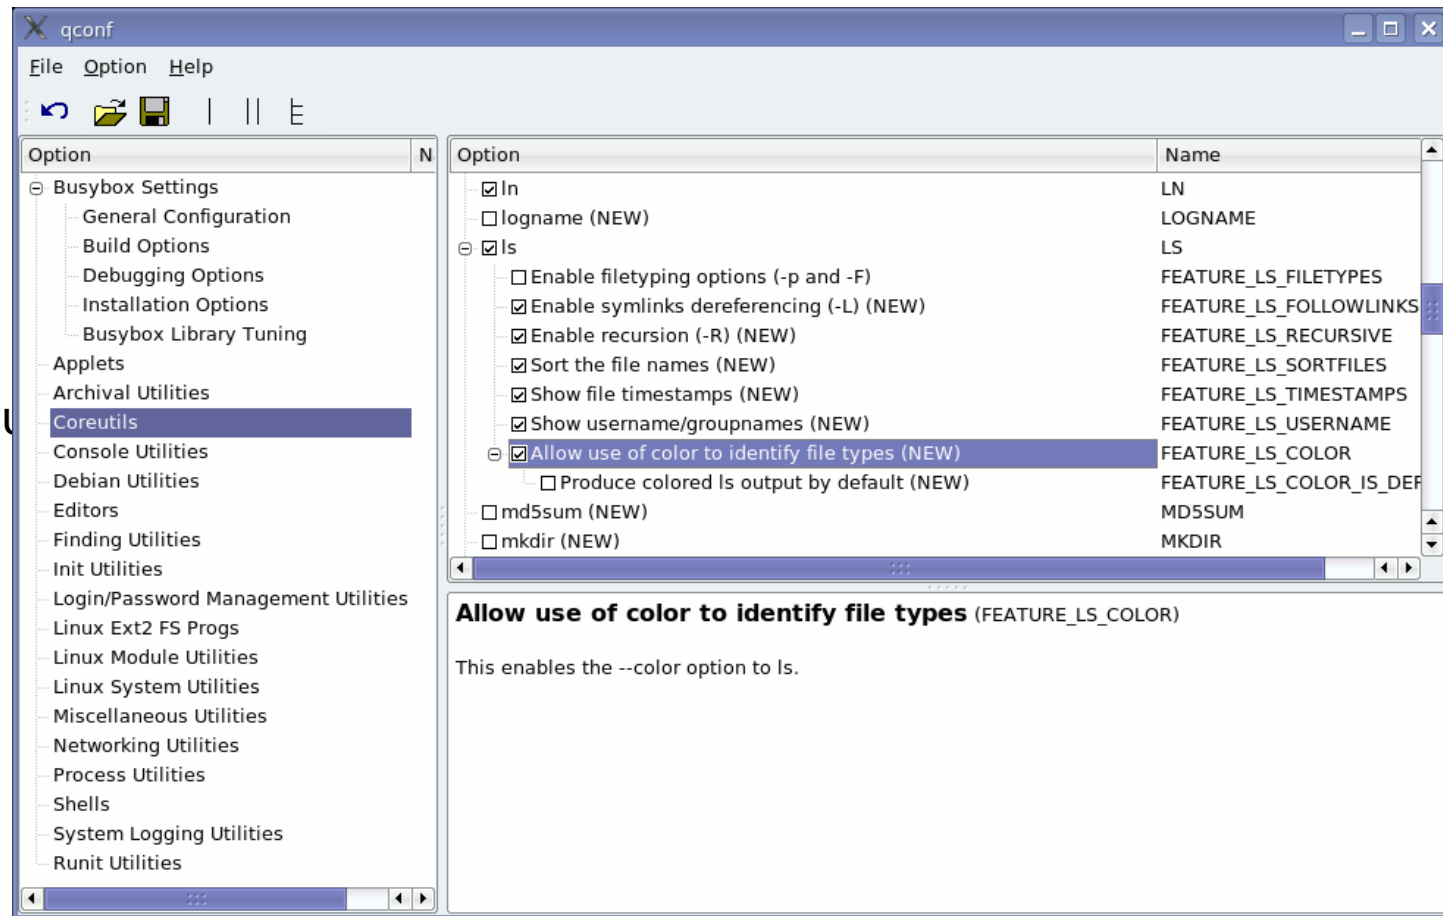 qconf
File Option Help
Option N
Busybox Settings
General Configuration
Build Options
Debugging Options
Installation Options
Busybox Library Tuning
Applets
Archival Utilities
Coreutils
Console Utilities
Debian Utilities
Editors
Finding Utilities
Init Utilities
Login/Password Management Utilities
Linux Ext2 FS Progs
Linux Module Utilities
Linux System Utilities
Miscellaneous Utilities
Networking Utilities
Process Utilities
Shells
System Logging Utilities
Runit Utilities
Option Name
ln LN
logname (NEW) LOGNAME
ls LS
Enable filetyping options (-p and -F) FEATURE_LS_FILETYPES
Enable symlinks dereferencing (-L) (NEW) FEATURE_LS_FOLLOWLINKS
Enable recursion (-R) (NEW) FEATURE_LS_RECURSIVE
Sort the file names (NEW) FEATURE_LS_SORTFILES
Show file timestamps (NEW) FEATURE_LS_TIMESTAMPS
Show username/groupnames (NEW) FEATURE_LS_USERNAME
Allow use of color to identify file types (NEW) FEATURE_LS_COLOR
Produce colored ls output by default (NEW) FEATURE_LS_COLOR_IS_DEF
md5sum (NEW) MD5SUM
mkdir (NEW) MKDIR
Allow use of color to identify file types (FEATURE_LS_COLOR)
This enables the --color option to ls.